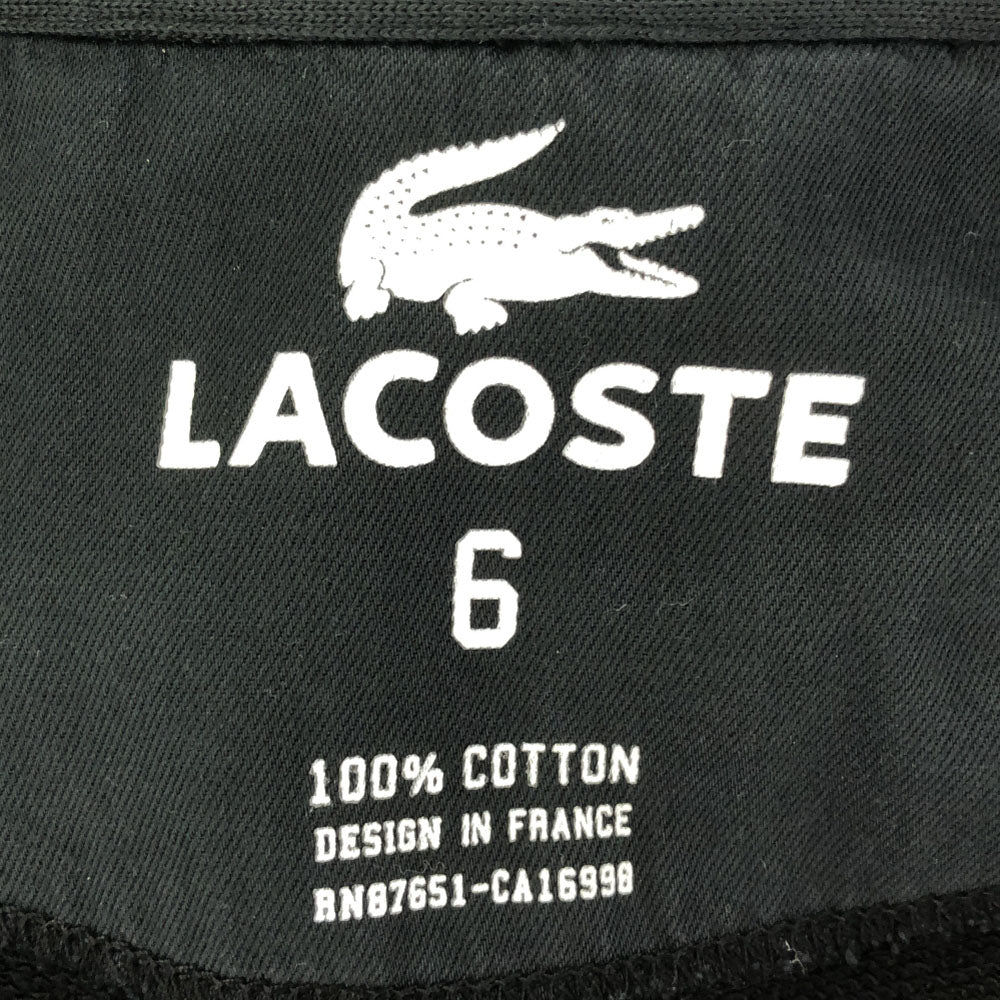 LACOSTE
6
100% COTTON
DESIGN IN FRANCE
RN87651-CA16998